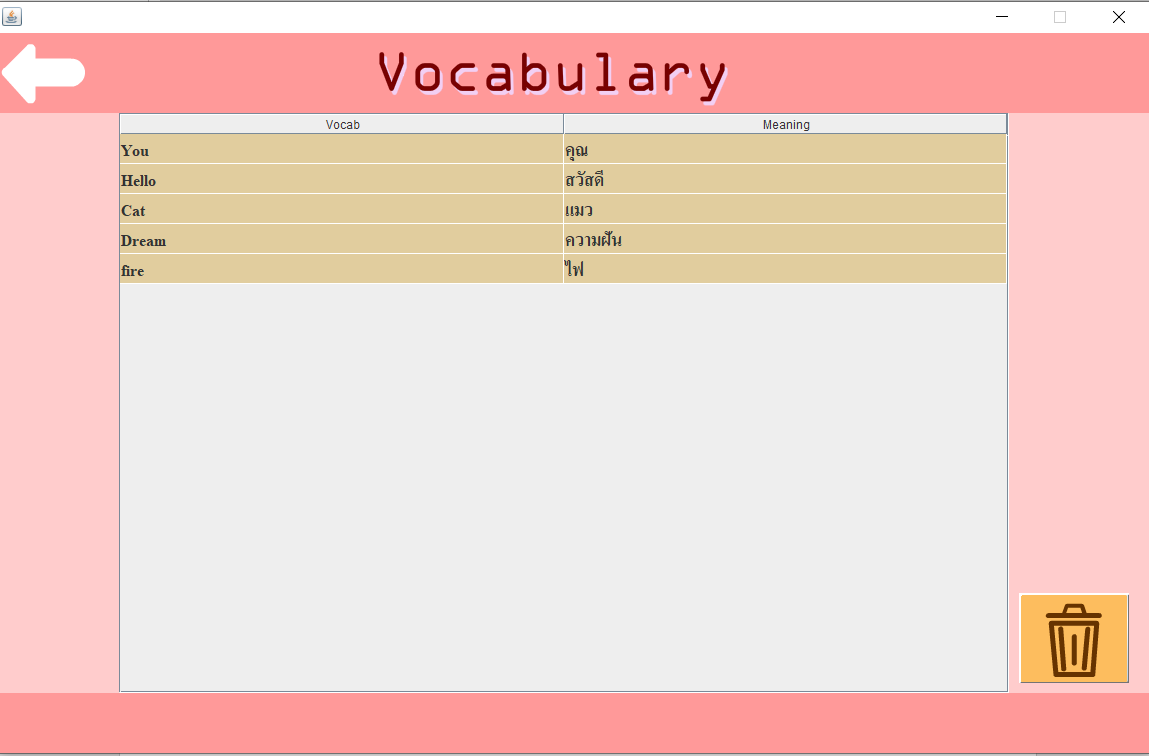 Vocabulary
Vocab Meaning
You คุณ
Hello สวัสดี
Cat แมว
Dream ความฝัน
fire ไฟ